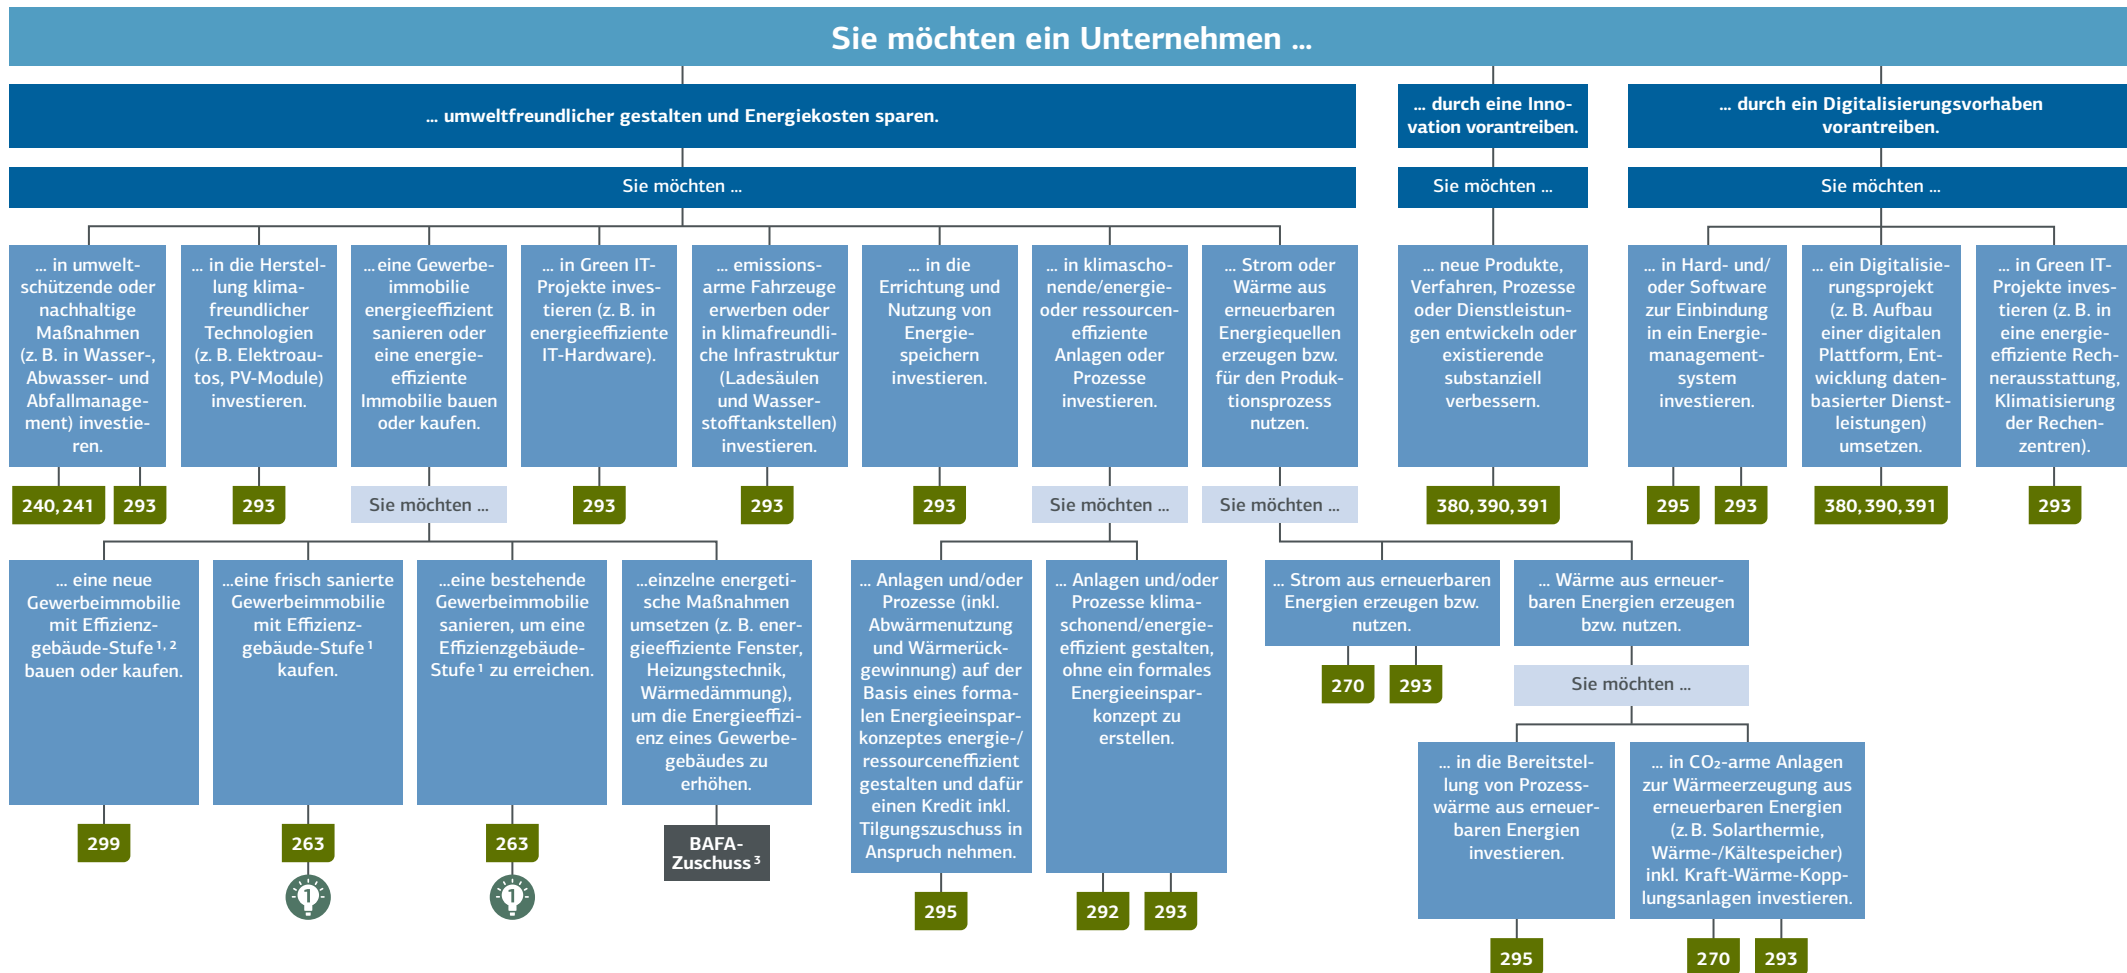 Sie möchten ein Unternehmen ...
... umweltfreundlicher gestalten und Energiekosten sparen.
... durch eine Inno-
vation vorantreiben.
... durch ein Digitalisierungsvorhaben
vorantreiben.
Sie möchten ...
Sie möchten ...
Sie möchten ...
... in umwelt-
schützende oder
nachhaltige
Maßnahmen
(z. B. in Wasser-,
Abwasser- und
Abfallmanage-
ment) investie-
ren.
... in die Herstel-
lung klima-
freundlicher
Technologien
(z. B. Elektroau-
tos, PV-Module)
investieren.
...eine Gewerbe-
immobilie
energieeffizient
sanieren oder
eine energie-
effiziente
Immobilie bauen
oder kaufen.
... in Green IT-
Projekte inves-
tieren (z. B. in
energieeffiziente
IT-Hardware).
... emissions-
arme Fahrzeuge
erwerben oder
in klimafreundli-
che Infrastruktur
(Ladesäulen
und Wasser-
stofftankstellen)
investieren.
... in die
Errichtung und
Nutzung von
Energie-
speichern
investieren.
... in klimascho-
nende/energie-
oder ressourcen-
effiziente
Anlagen oder
Prozesse
investieren.
... Strom oder
Wärme aus
erneuerbaren
Energiequellen
erzeugen bzw.
für den Produk-
tionsprozess
nutzen.
... neue Produkte,
Verfahren, Prozesse
oder Dienstleistun-
gen entwickeln oder
existierende
substanziell
verbessern.
... in Hard- und/
oder Software
zur Einbindung
in ein Energie-
management-
system
investieren.
... ein Digitalisie-
rungsprojekt
(z. B. Aufbau
einer digitalen
Plattform, Ent-
wicklung daten-
basierter Dienst-
leistungen)
umsetzen.
... in Green IT-
Projekte inves-
tieren (z. B. in
eine energie-
effiziente Rech-
nerausstattung,
Klimatisierung
der Rechen-
zentren).
240, 241
293
293
Sie möchten ...
293
293
293
Sie möchten ...
Sie möchten ...
380, 390, 391
295
293
380, 390, 391
293
... eine neue
Gewerbeimmobilie
mit Effizienz-
gebäude-Stufe 1, 2
bauen oder kaufen.
...eine frisch sanierte
Gewerbeimmobilie
mit Effizienz-
gebäude-Stufe 1
kaufen.
...eine bestehende
Gewerbeimmobilie
sanieren, um eine
Effizienzgebäude-
Stufe 1 zu erreichen.
...einzelne energeti-
sche Maßnahmen
umsetzen (z. B. ener-
gieeffiziente Fenster,
Heizungstechnik,
Wärmedämmung),
um die Energieeffizi-
enz eines Gewerbe-
gebäudes zu
erhöhen.
... Anlagen und/oder
Prozesse (inkl.
Abwärmenutzung
und Wärmerück-
gewinnung) auf der
Basis eines forma-
len Energieeinspar-
konzeptes energie-/
ressourceneffizient
gestalten und dafür
einen Kredit inkl.
Tilgungszuschuss in
Anspruch nehmen.
... Anlagen und/oder
Prozesse klima-
schonend/energie-
effizient gestalten,
ohne ein formales
Energieeinspar-
konzept zu
erstellen.
... Strom aus erneuerbaren
Energien erzeugen bzw.
nutzen.
... Wärme aus erneuer-
baren Energien erzeugen
bzw. nutzen.
270
293
Sie möchten ...
... in die Bereitstel-
lung von Prozess-
wärme aus erneuer-
baren Energien
investieren.
... in CO₂-arme Anlagen
zur Wärmeerzeugung aus
erneuerbaren Energien
(z. B. Solarthermie,
Wärme-/Kältespeicher)
inkl. Kraft-Wärme-Kopp-
lungsanlagen investieren.
299
263
1
263
1
BAFA-
Zuschuss 3
295
292
293
295
270
293